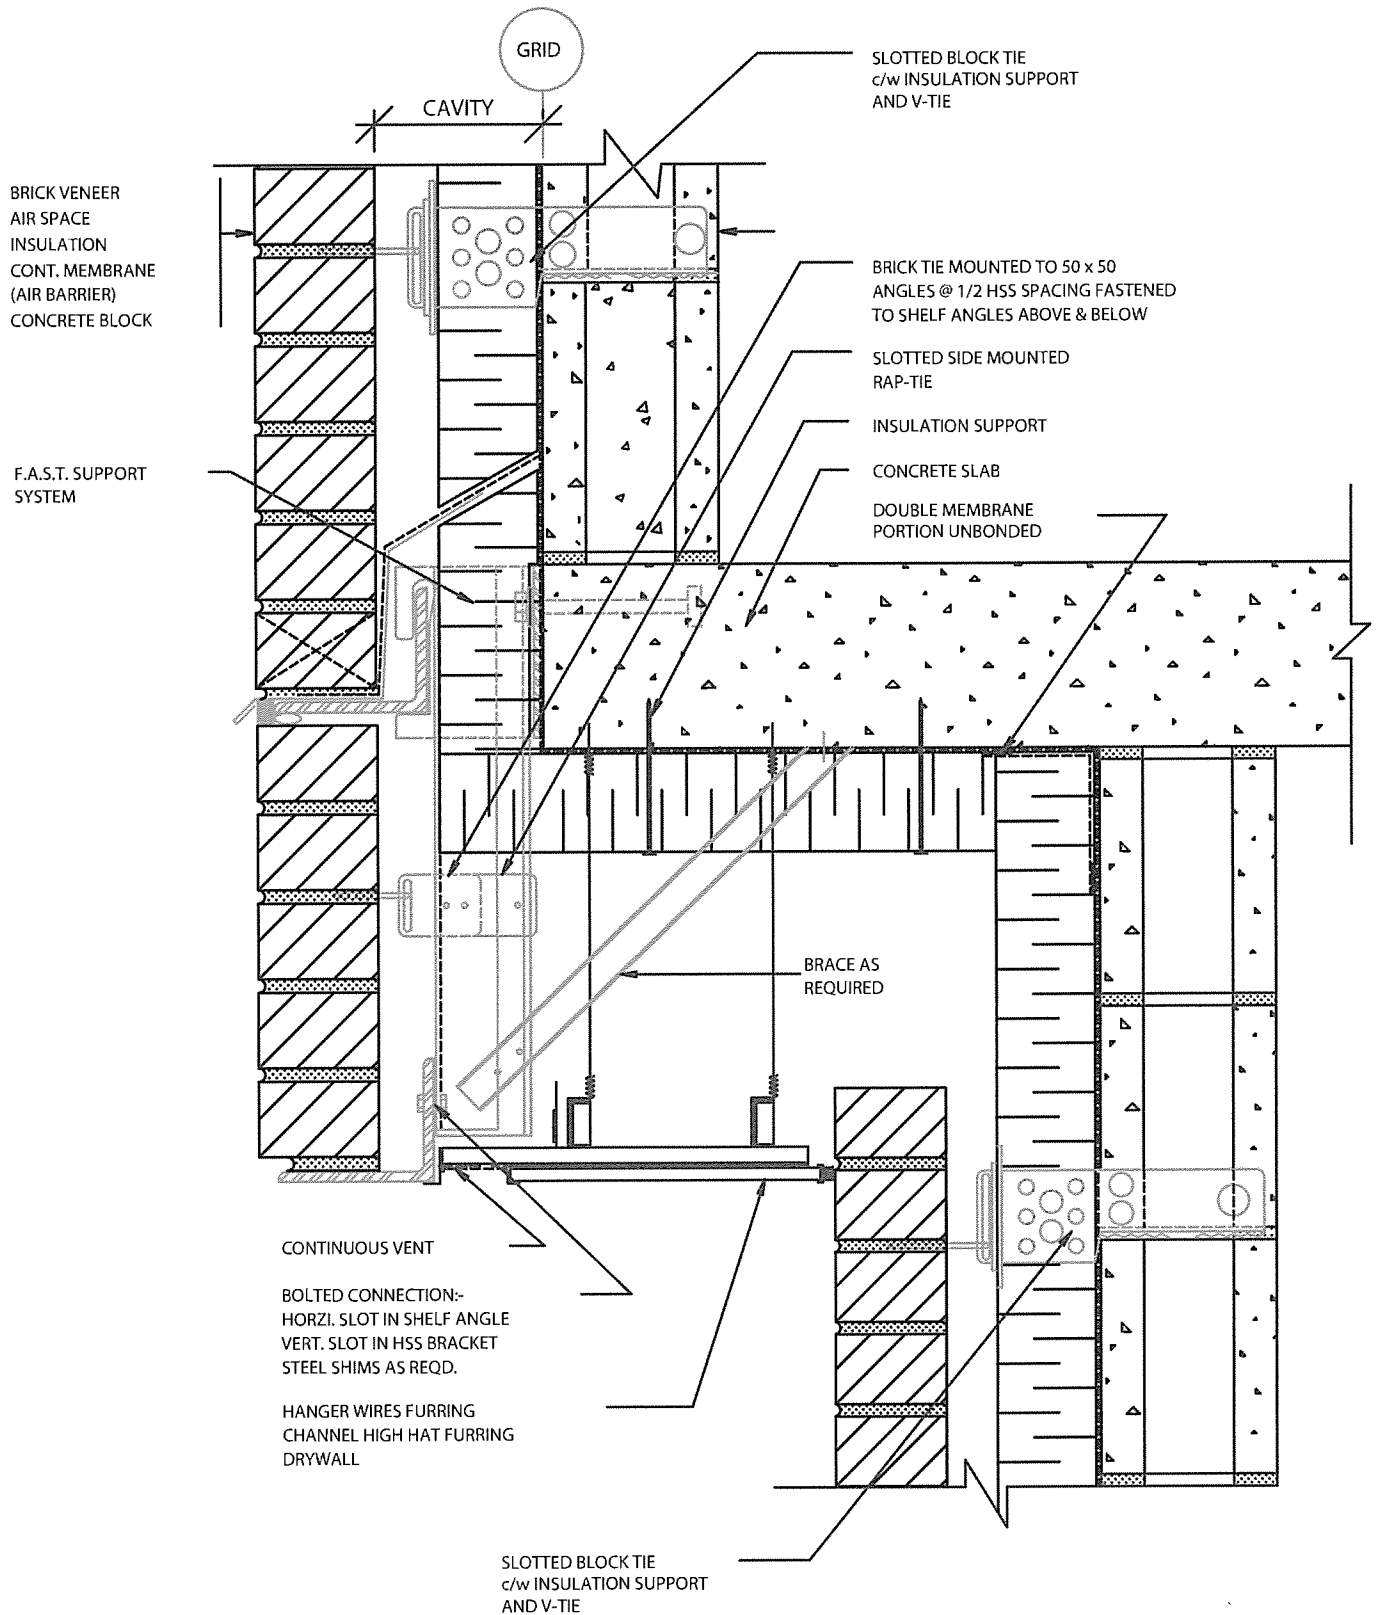 GRID
CAVITY
SLOTTED BLOCK TIE
c/w INSULATION SUPPORT
AND V-TIE
BRICK VENEER
AIR SPACE
INSULATION
CONT. MEMBRANE
(AIR BARRIER)
CONCRETE BLOCK
BRICK TIE MOUNTED TO 50 x 50
ANGLES @ 1/2 HSS SPACING FASTENED
TO SHELF ANGLES ABOVE & BELOW
SLOTTED SIDE MOUNTED
RAP-TIE
INSULATION SUPPORT
CONCRETE SLAB
F.A.S.T. SUPPORT
SYSTEM
DOUBLE MEMBRANE
PORTION UNBONDED
BRACE AS
REQUIRED
CONTINUOUS VENT
BOLTED CONNECTION:-
HORZI. SLOT IN SHELF ANGLE
VERT. SLOT IN HSS BRACKET
STEEL SHIMS AS REQD.
HANGER WIRES FURRING
CHANNEL HIGH HAT FURRING
DRYWALL
SLOTTED BLOCK TIE
c/w INSULATION SUPPORT
AND V-TIE